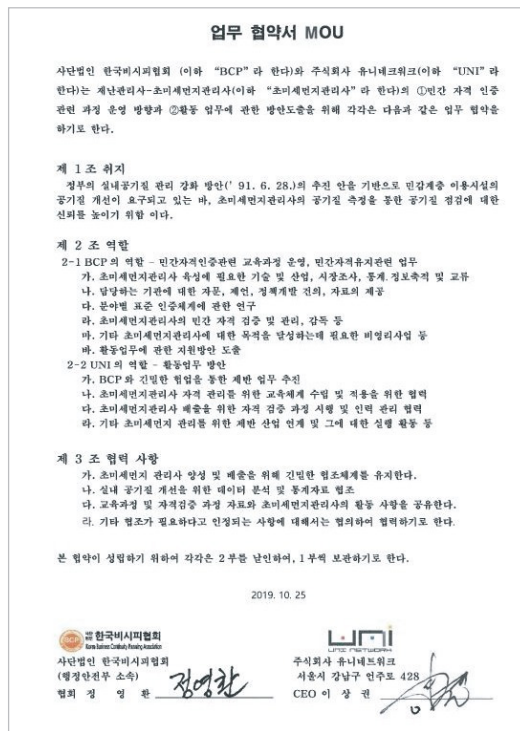 업무 협약서 MOU
사단법인 한국비시피협회 (이하 “BCP”라 한다)와 주식회사 유니네크워크(이하 “UNI”라
한다)는 재난관리사-초미세먼지관리사(이하 “초미세먼지관리사”라 한다)의 ①민간 자격 인증
관련 과정 운영 방향과 ②활동 업무에 관한 방안도출을 위해 각각은 다음과 같은 업무 협약을
하기로 한다.
제 1조 취지
정부의 실내공기질 관리 강화 방안(’91. 6. 28.)의 추진 안을 기반으로 민감계층 이용시설의
공기질 개선이 요구되고 있는 바, 초미세먼지관리사의 공기질 측정을 통한 공기질 점검에 대한
신뢰를 높이기 위함 이다.
제 2 조 역할
2-1 BCP의 역할 - 민간자격인증관련 교육과정 운영, 민간자격유지관련 업무
가. 초미세먼지관리사 육성에 필요한 기술 및 산업, 시장조사, 통계.정보축적 및 교류
나. 담당하는 기관에 대한 자문, 제언, 정책개발 건의, 자료의 제공
다. 분야별 표준 인증체계에 관한 연구
라. 초미세먼지관리사의 민간 자격 검증 및 관리, 감독 등
마. 기타 초미세먼지관리사에 대한 목적을 달성하는데 필요한 비영리사업 등
바. 활동업무에 관한 지원방안 도출
2-2 UNI의 역할 - 활동업무 방안
가. BCP와 긴밀한 협업을 통한 제반 업무 추진
나. 초미세먼지관리사 자격 관리를 위한 교육체계 수립 및 적용을 위한 협력
다. 초미세먼지관리사 배출을 위한 자격 검증 과정 시행 및 인력 관리 협력
라. 기타 초미세먼지 관리를 위한 제반 산업 연계 및 그에 대한 실행 활동 등
제 3 조 협력 사항
가. 초미세먼지 관리사 양성 및 배출을 위해 긴밀한 협조체계를 유지한다.
나. 실내 공기질 개선을 위한 데이터 분석 및 통계자료 협조
다. 교육과정 및 자격검증 과정 자료와 초미세먼지관리사의 활동 사항을 공유한다.
라. 기타 협조가 필요하다고 인정되는 사항에 대해서는 협의하여 협력하기로 한다.
본 협약이 성립하기 위하여 각각은 2부를 날인하여, 1부씩 보관하기로 한다.
2019. 10. 25
BCP 사단법인 한국비시피협회
Korea Business Continuity Planning Association
uni
UNI NETWORK
사단법인 한국비시피협회
(행정안전부 소속)
협회 정 영 환 정영환
주식회사 유니네트워크
서울시 강남구 언주로 428
CEO 이 상 권